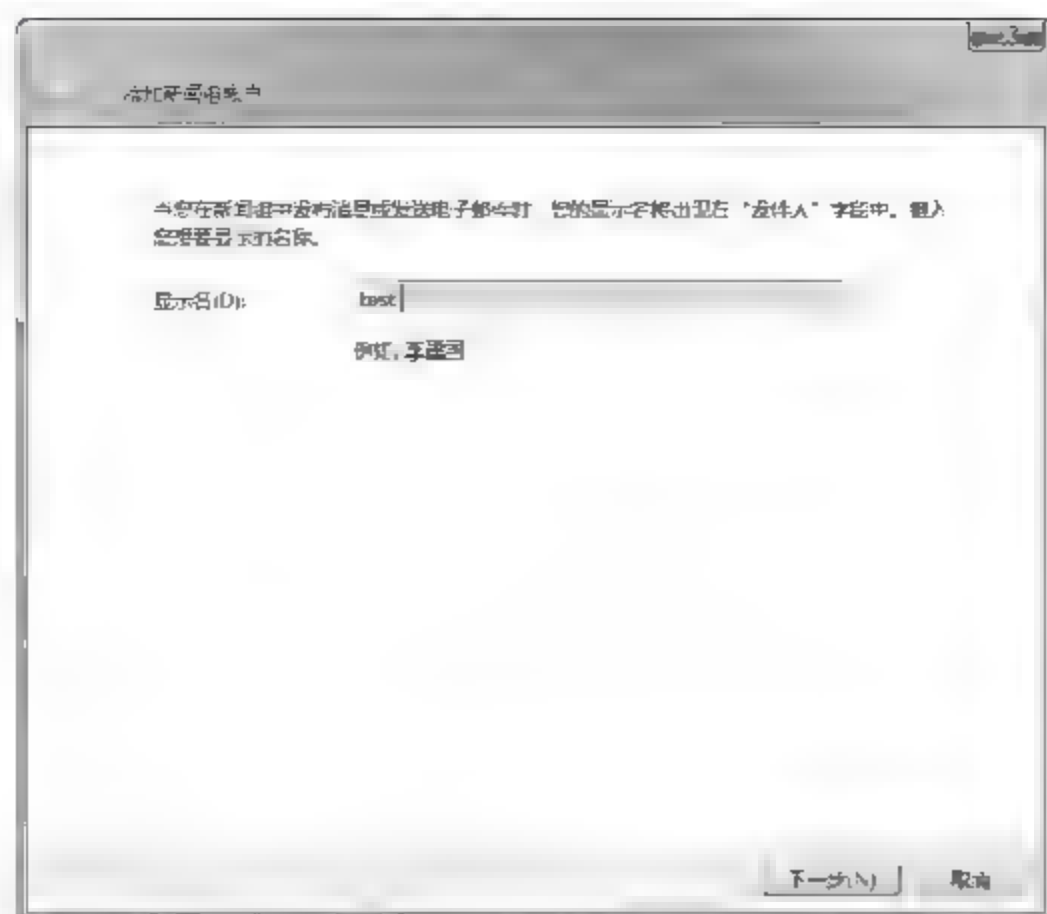 添加新闻组帐户
当您在新闻组中发布消息或发送电子邮件时，您的显示名将出现在“发件人”字段中。键入
您想要显示的名称。
显示名(D):
test
例如：李建国
下一步(N)
取消